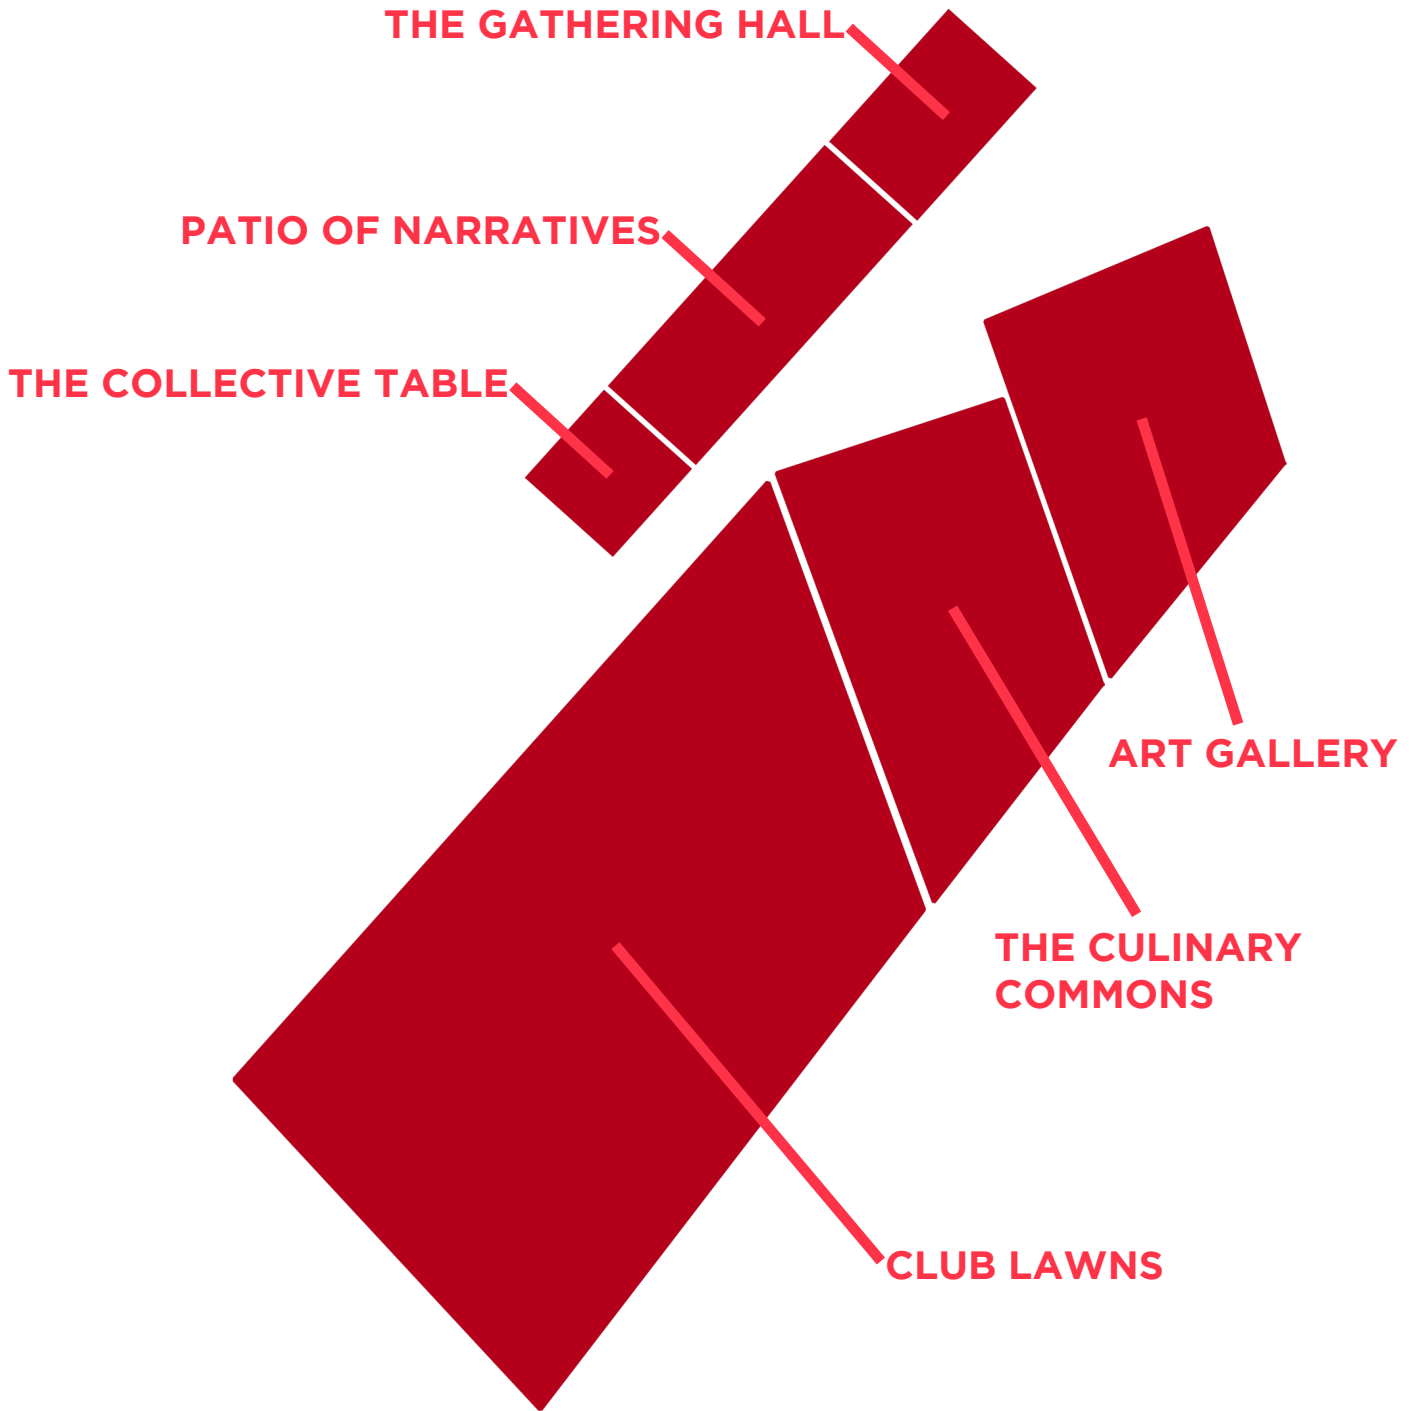 THE GATHERING HALL
PATIO OF NARRATIVES
THE COLLECTIVE TABLE
ART GALLERY
THE CULINARY
COMMONS
CLUB LAWNS